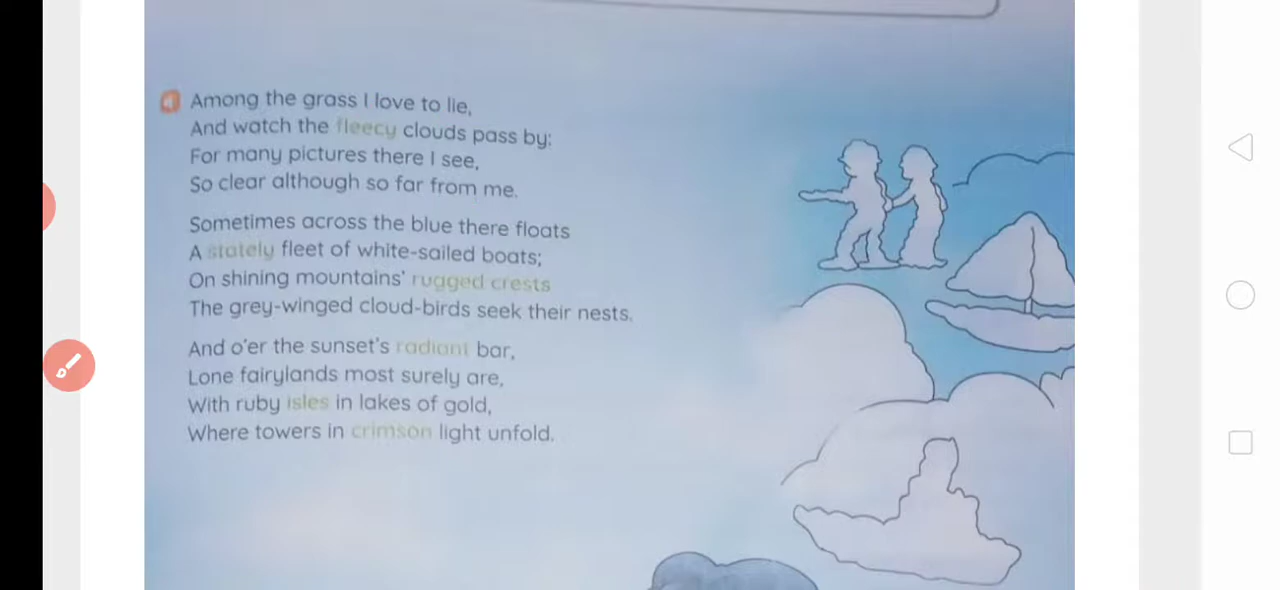 Among the grass I love to lie,
And watch the fleecy clouds pass by:
For many pictures there I see,
So clear although so far from me.
Sometimes across the blue there floats
A stately fleet of white-sailed boats;
On shining mountains' rugged crests
The grey-winged cloud-birds seek their nests.
And o'er the sunset's radiant bar,
Lone fairylands most surely are,
With ruby isles in lakes of gold,
Where towers in crimson light unfold.